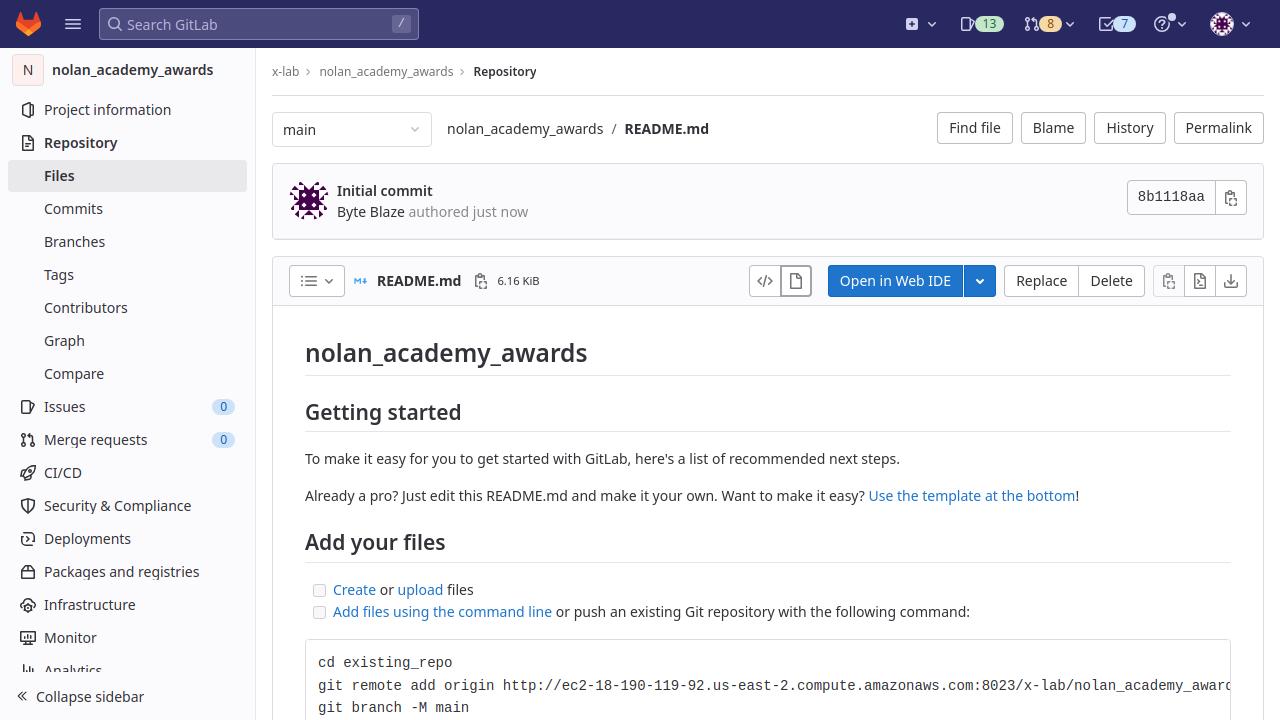 Search GitLab
/
13
8
7
N
nolan_academy_awards
Project information
Repository
Files
Commits
Branches
Tags
Contributors
Graph
Compare
Issues
0
Merge requests
0
CI/CD
Security & Compliance
Deployments
Packages and registries
Infrastructure
Monitor
Analytics
Collapse sidebar
x-lab
nolan_academy_awards
Repository
main
nolan_academy_awards / README.md
Find file
Blame
History
Permalink
Initial commit
Byte Blaze authored just now
8b1118aa
README.md
6.16 KiB
Open in Web IDE
Replace
Delete
nolan_academy_awards
Getting started
To make it easy for you to get started with GitLab, here's a list of recommended next steps.
Already a pro? Just edit this README.md and make it your own. Want to make it easy? Use the template at the bottom!
Add your files
Create or upload files
Add files using the command line or push an existing Git repository with the following command:
cd existing_repo
git remote add origin http://ec2-18-190-119-92.us-east-2.compute.amazonaws.com:8023/x-lab/nolan_academy_award
git branch -M main